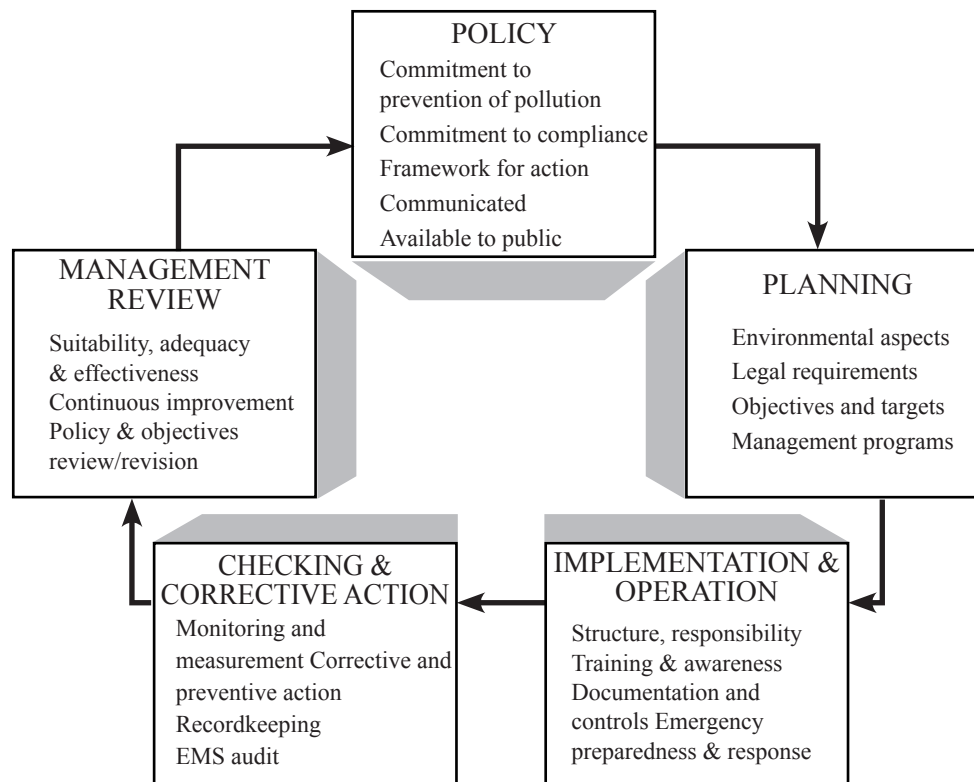 POLICY
Commitment to
prevention of pollution
Commitment to compliance
Framework for action
Communicated
Available to public
PLANNING
Environmental aspects
Legal requirements
Objectives and targets
Management programs
IMPLEMENTATION &
OPERATION
Structure, responsibility
Training & awareness
Documentation and
controls Emergency
preparedness & response
CHECKING &
CORRECTIVE ACTION
Monitoring and
measurement Corrective and
preventive action
Recordkeeping
EMS audit
MANAGEMENT
REVIEW
Suitability, adequacy
& effectiveness
Continuous improvement
Policy & objectives
review/revision